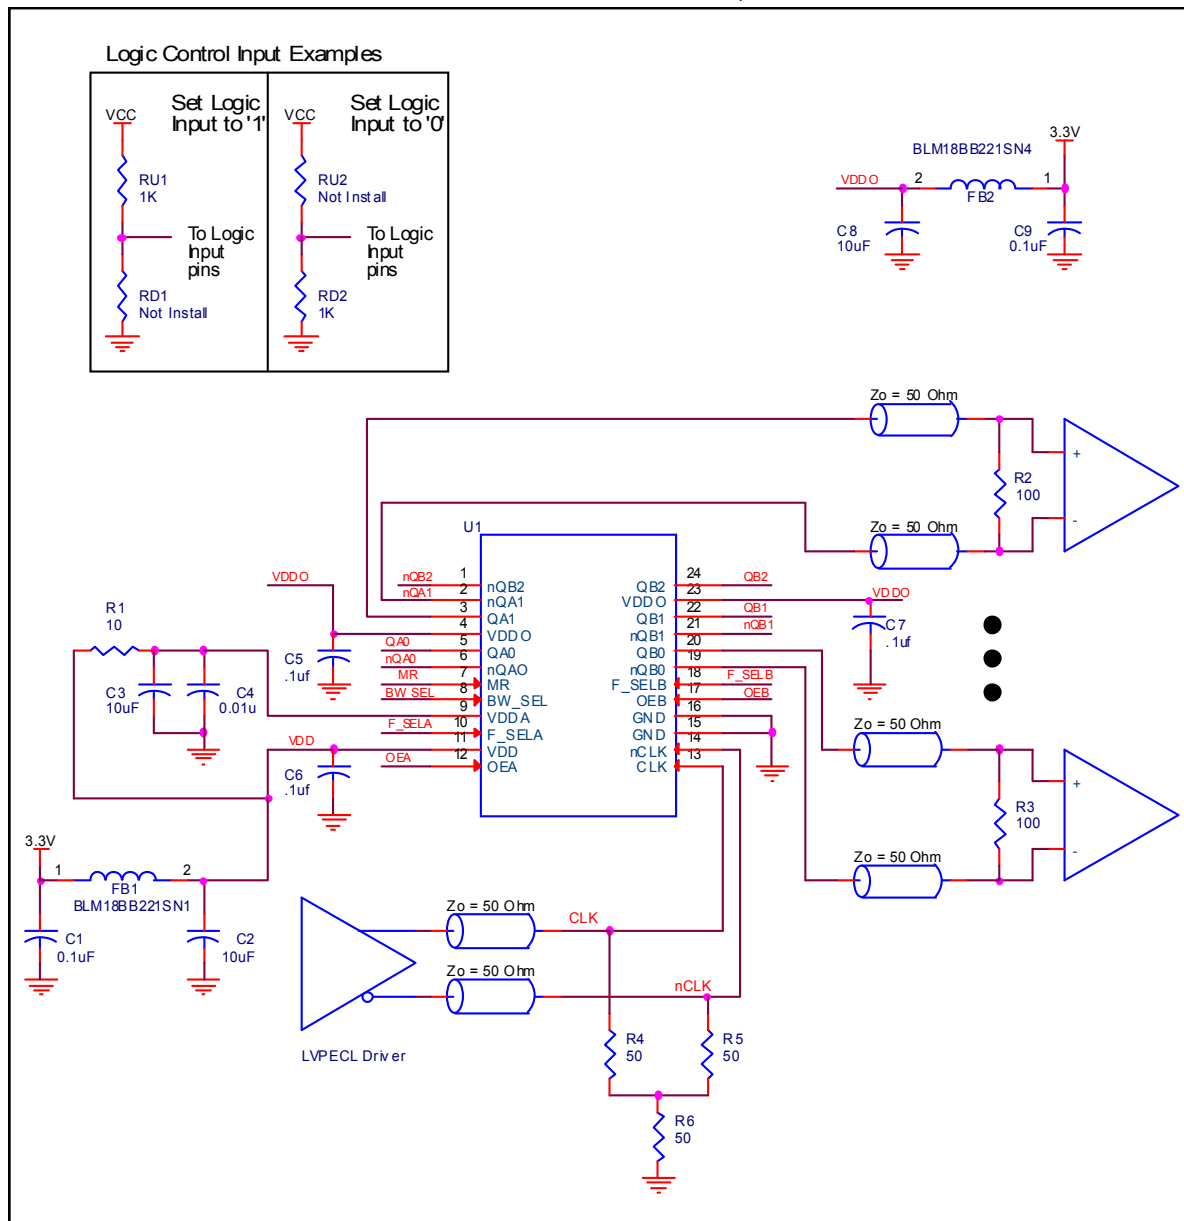 Logic Control Input Examples
Set Logic
Input to '1'
VCC
RU1
1K
To Logic
Input
pins
RD1
Not Install
Set Logic
Input to '0'
VCC
RU2
Not Install
To Logic
Input
pins
RD2
1K
3.3V
BLM18BB221SN4
VDDO
2
1
FB2
C8
10uF
C9
0.1uF
Zo = 50 Ohm
+
R2
100
-
Zo = 50 Ohm
U1
VDDO
R1
10
C3
10uF
C4
0.01u
C5
.1uf
VDD
C6
.1uf
nQB2
nQA1
QA0
nQA0
MR
BW_SEL
F_SELA
OEA
1
2
3
4
5
6
7
8
9
10
11
12
nQB2
nQA1
QA1
VDDO
QA0
nQAO
MR
BW_SEL
VDDA
F_SELA
VDD
OEA
QB2
VDDO
QB1
nQB1
QB0
nQB0
F_SELB
OEB
GND
GND
nCLK
CLK
24
23
22
21
20
19
18
17
16
15
14
13
QB2
VDDO
QB1
nQB1
F_SELB
OEB
C7
.1uf
Zo = 50 Ohm
+
R3
100
-
Zo = 50 Ohm
3.3V
1
2
FB1
BLM18BB221SN1
C1
0.1uF
C2
10uF
Zo = 50 Ohm
CLK
Zo = 50 Ohm
nCLK
LVPECL Driver
R4
50
R5
50
R6
50